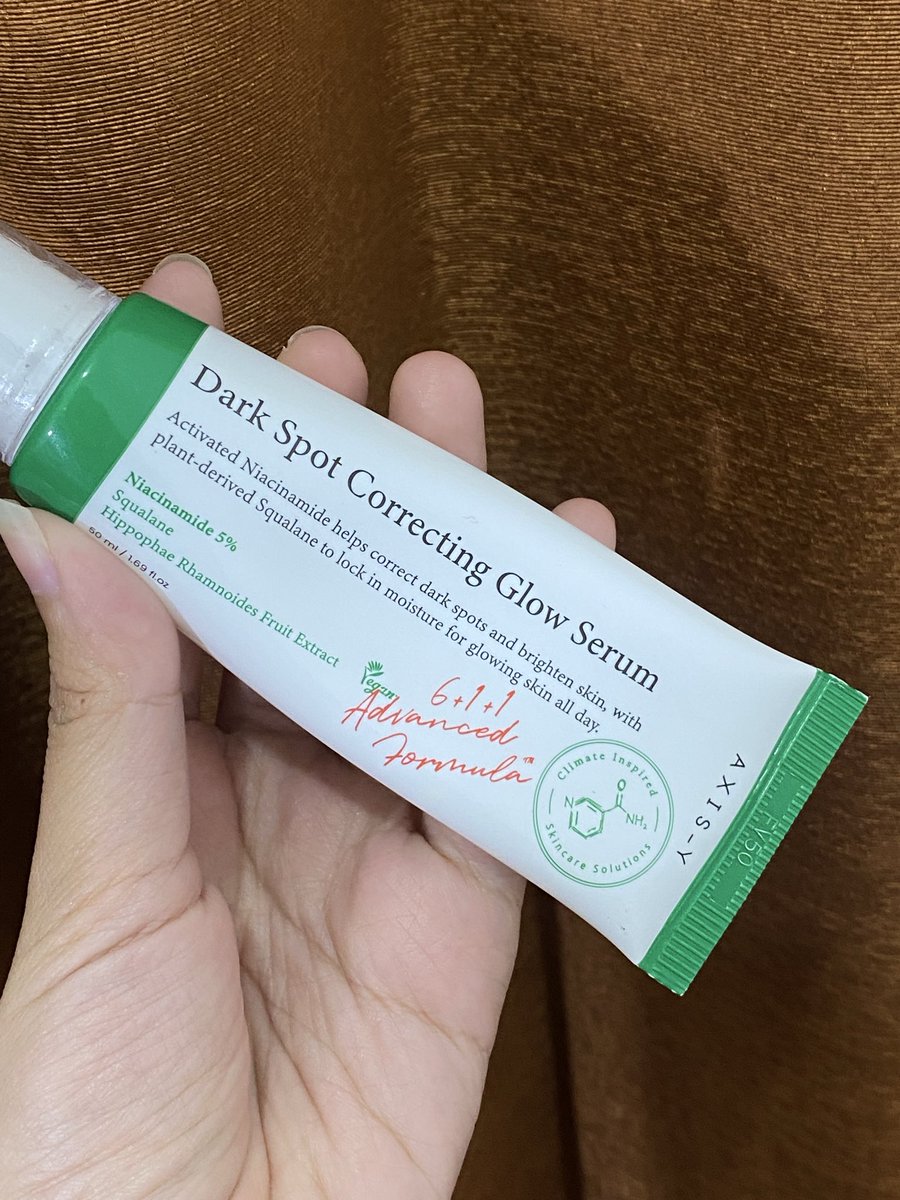 Dark Spot Correcting Glow Serum
Activated Niacinamide helps correct dark spots and brighten skin, with
plant-derived Squalane to lock in moisture for glowing skin all day.
Niacinamide 5%
Squalane
Hippophae Rhamnoides Fruit Extract
50 ml / 1.69 fl.oz
Vegan
6+1+1
Advanced
Formula™
Climate Inspired
N
O
NH₂
Skincare Solutions
AXIS-Y